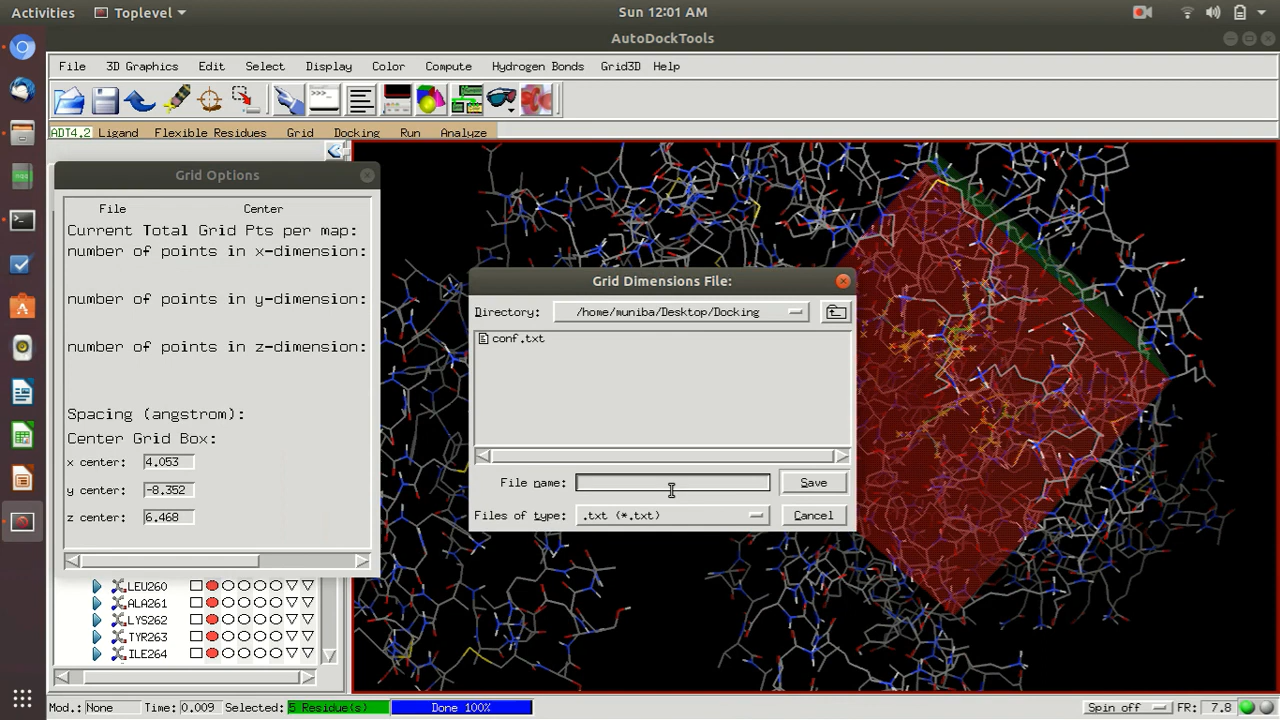 Activities Toplevel Sun 12:01 AM
AutoDockTools
File 3D Graphics Edit Select Display Color Compute Hydrogen Bonds Grid3D Help
ADT4.2 Ligand Flexible Residues Grid Docking Run Analyze
Grid Options
File Center
Current Total Grid Pts per map:
number of points in x-dimension:
number of points in y-dimension:
number of points in z-dimension:
Spacing (angstrom):
Center Grid Box:
x center: 4.053
y center: -8.352
z center: 6.468
Grid Dimensions File:
Directory: /home/muniba/Desktop/Docking
conf.txt
File name: Save
Files of type: .txt (*.txt) Cancel
LEU260
ALA261
LYS262
TYR263
ILE264
Mod.: None Time: 0.009 Selected: 5 Residue(s) Done 100% Spin off FR: 7.8